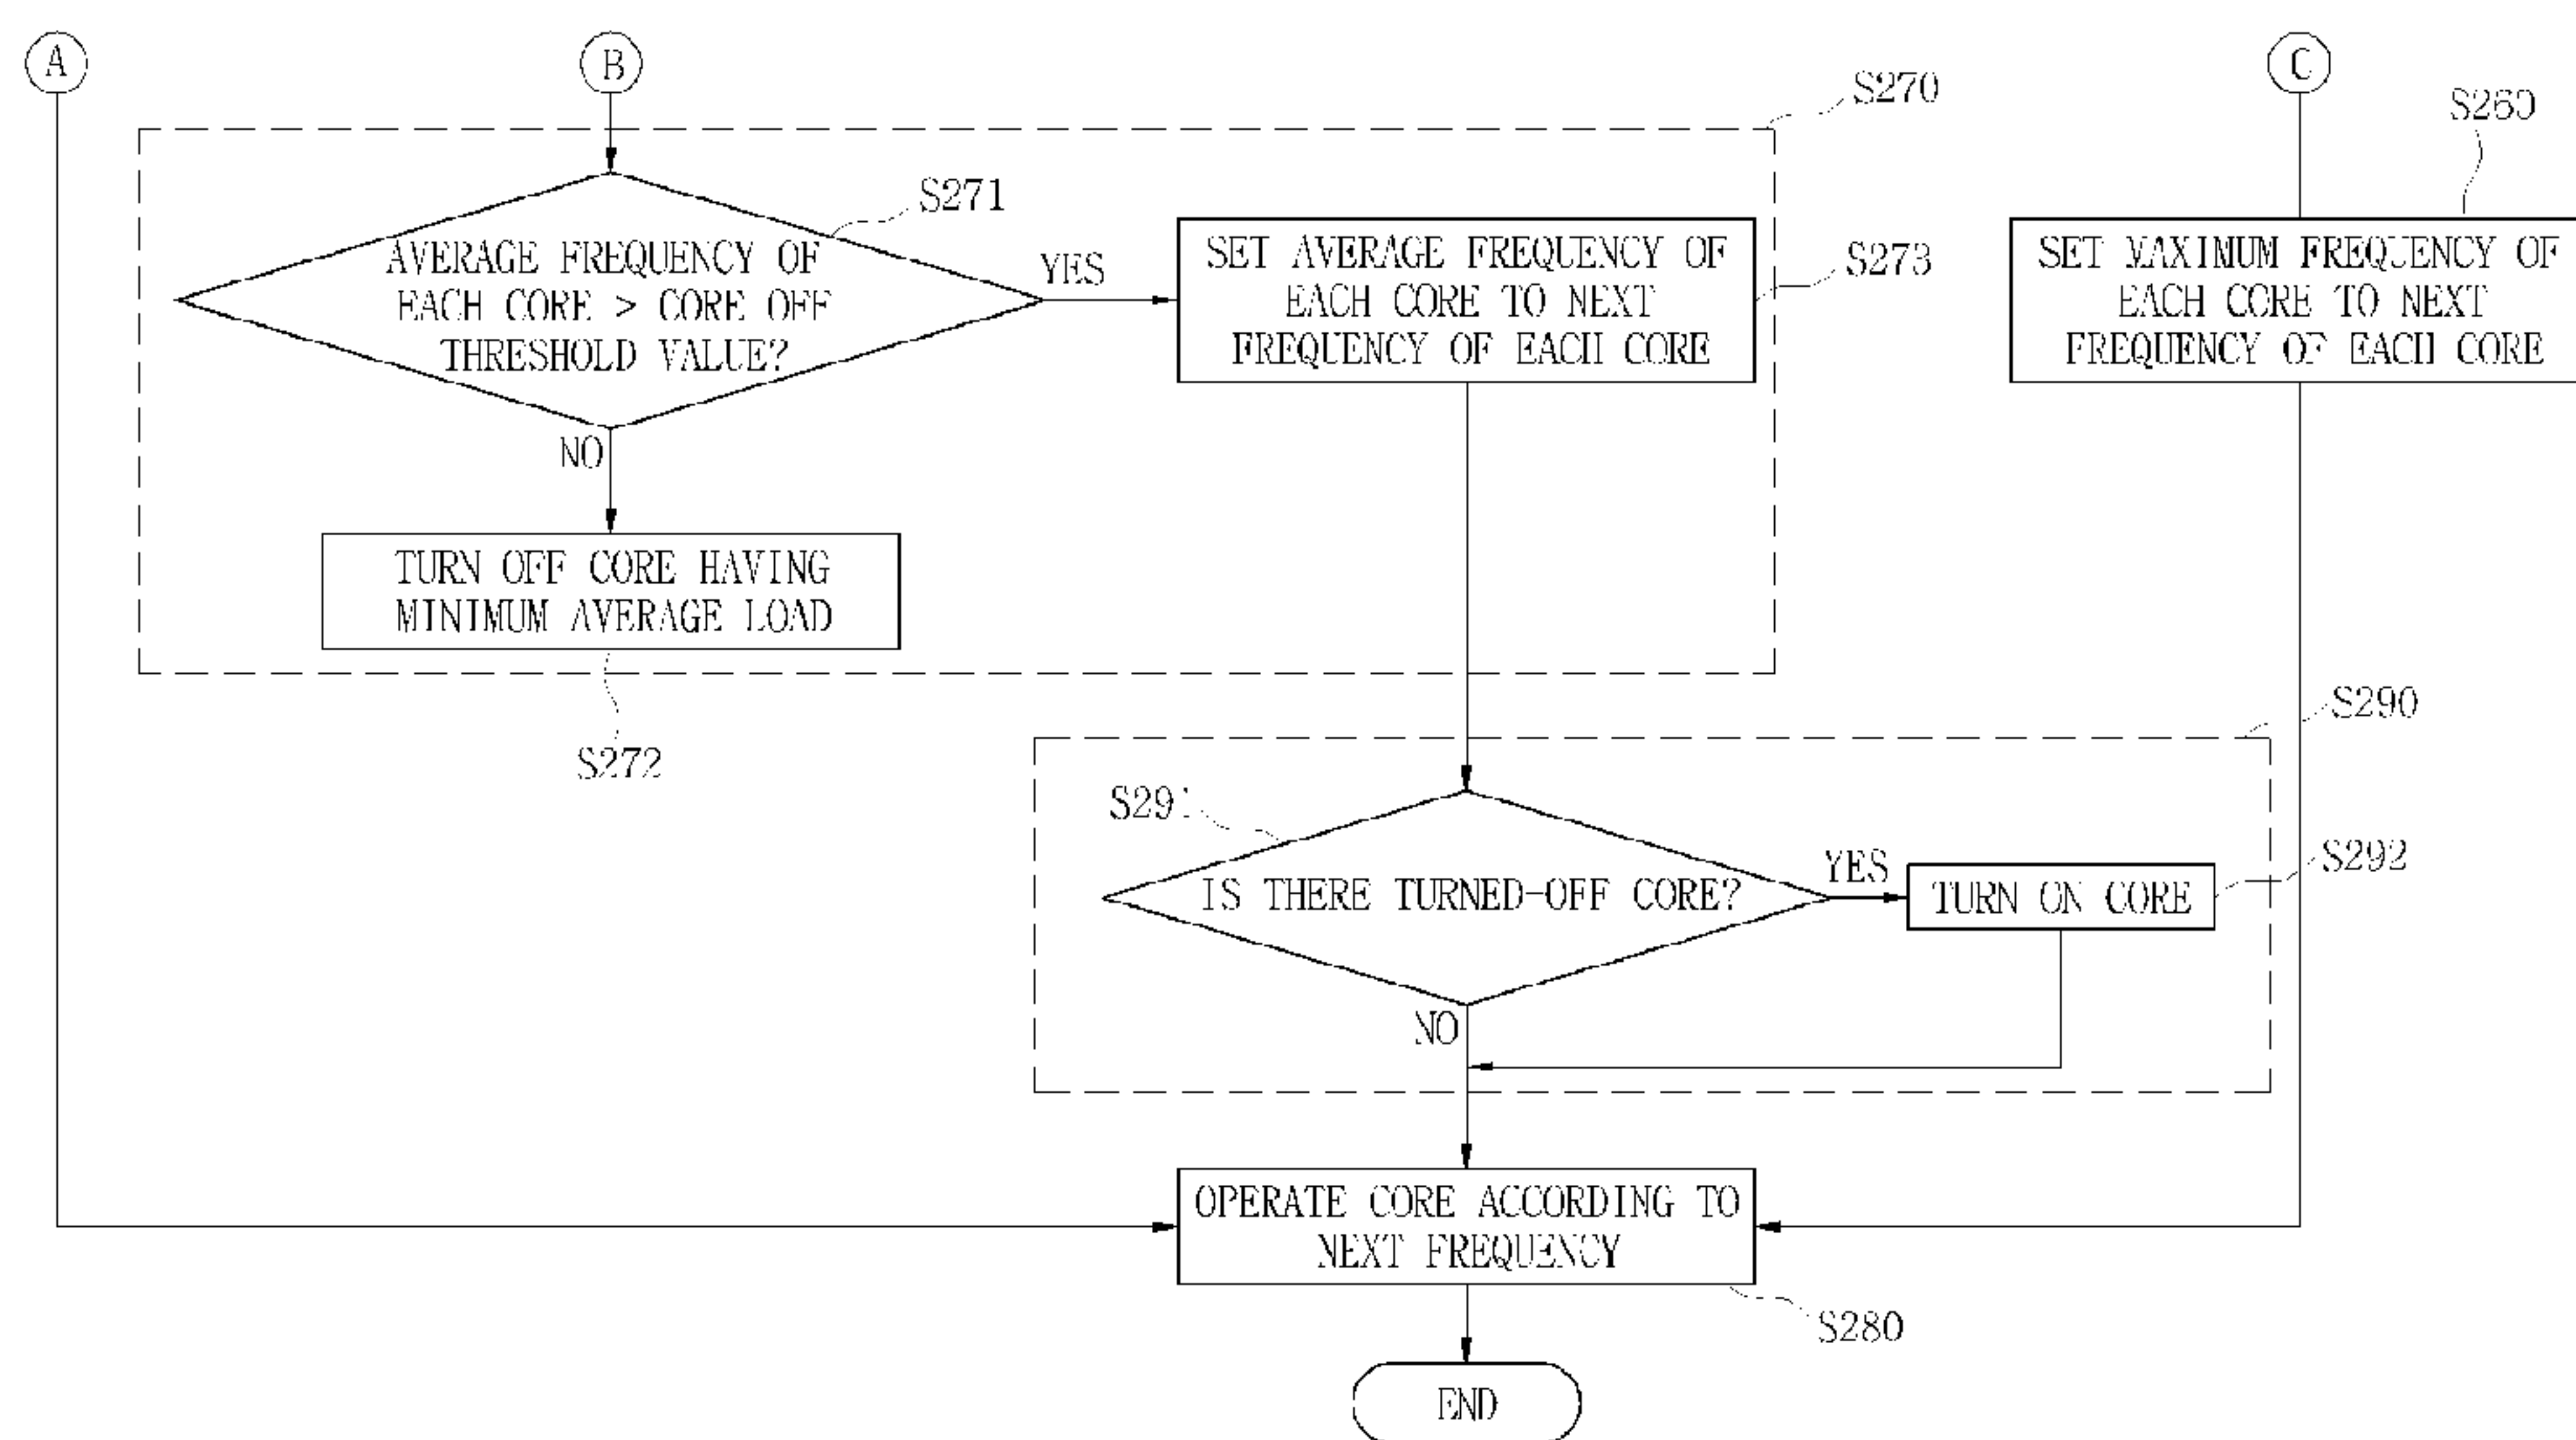 A
B
C
S270
S260
S271
AVERAGE FREQUENCY OF
EACH CORE > CORE OFF
THRESHOLD VALUE?
YES
SET AVERAGE FREQUENCY OF
EACH CORE TO NEXT
FREQUENCY OF EACH CORE
S273
SET MAXIMUM FREQUENCY OF
EACH CORE TO NEXT
FREQUENCY OF EACH CORE
NO
TURN OFF CORE HAVING
MINIMUM AVERAGE LOAD
S272
S290
S291
IS THERE TURNED-OFF CORE?
YES
TURN ON CORE
S292
NO
OPERATE CORE ACCORDING TO
NEXT FREQUENCY
S280
END